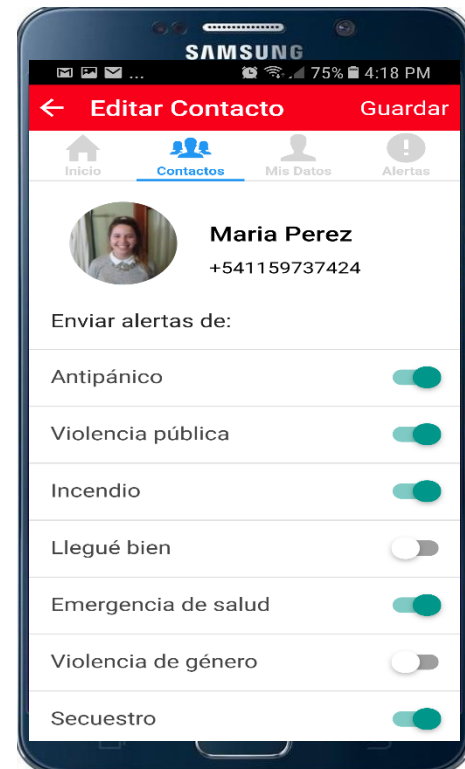 SAMSUNG
... 75% 4:18 PM
Editar Contacto Guardar
Inicio Contactos Mis Datos Alertas
Maria Perez
+541159737424
Enviar alertas de:
Antipánico
Violencia pública
Incendio
Llegué bien
Emergencia de salud
Violencia de género
Secuestro